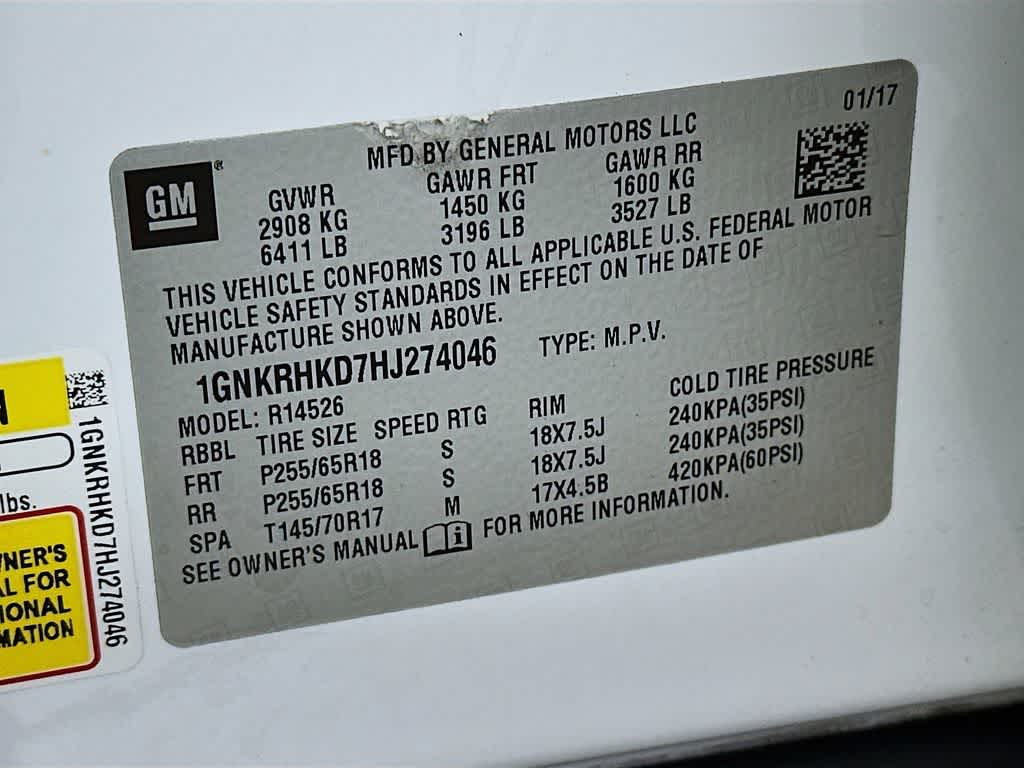 01/17
MFD BY GENERAL MOTORS LLC
GM®
GVWR GAWR FRT GAWR RR
2908 KG 1450 KG 1600 KG
6411 LB 3196 LB 3527 LB
THIS VEHICLE CONFORMS TO ALL APPLICABLE U.S. FEDERAL MOTOR
VEHICLE SAFETY STANDARDS IN EFFECT ON THE DATE OF
MANUFACTURE SHOWN ABOVE.
1GNKRHKD7HJ274046 TYPE: M.P.V.
MODEL: R14526
RBBL TIRE SIZE SPEED RTG RIM COLD TIRE PRESSURE
FRT P255/65R18 S 18X7.5J 240KPA(35PSI)
RR P255/65R18 S 18X7.5J 240KPA(35PSI)
SPA T145/70R17 M 17X4.5B 420KPA(60PSI)
SEE OWNER'S MANUAL FOR MORE INFORMATION.
1GNKRHKD7HJ274046
lbs.
WNER'S
AL FOR
IONAL
MATION